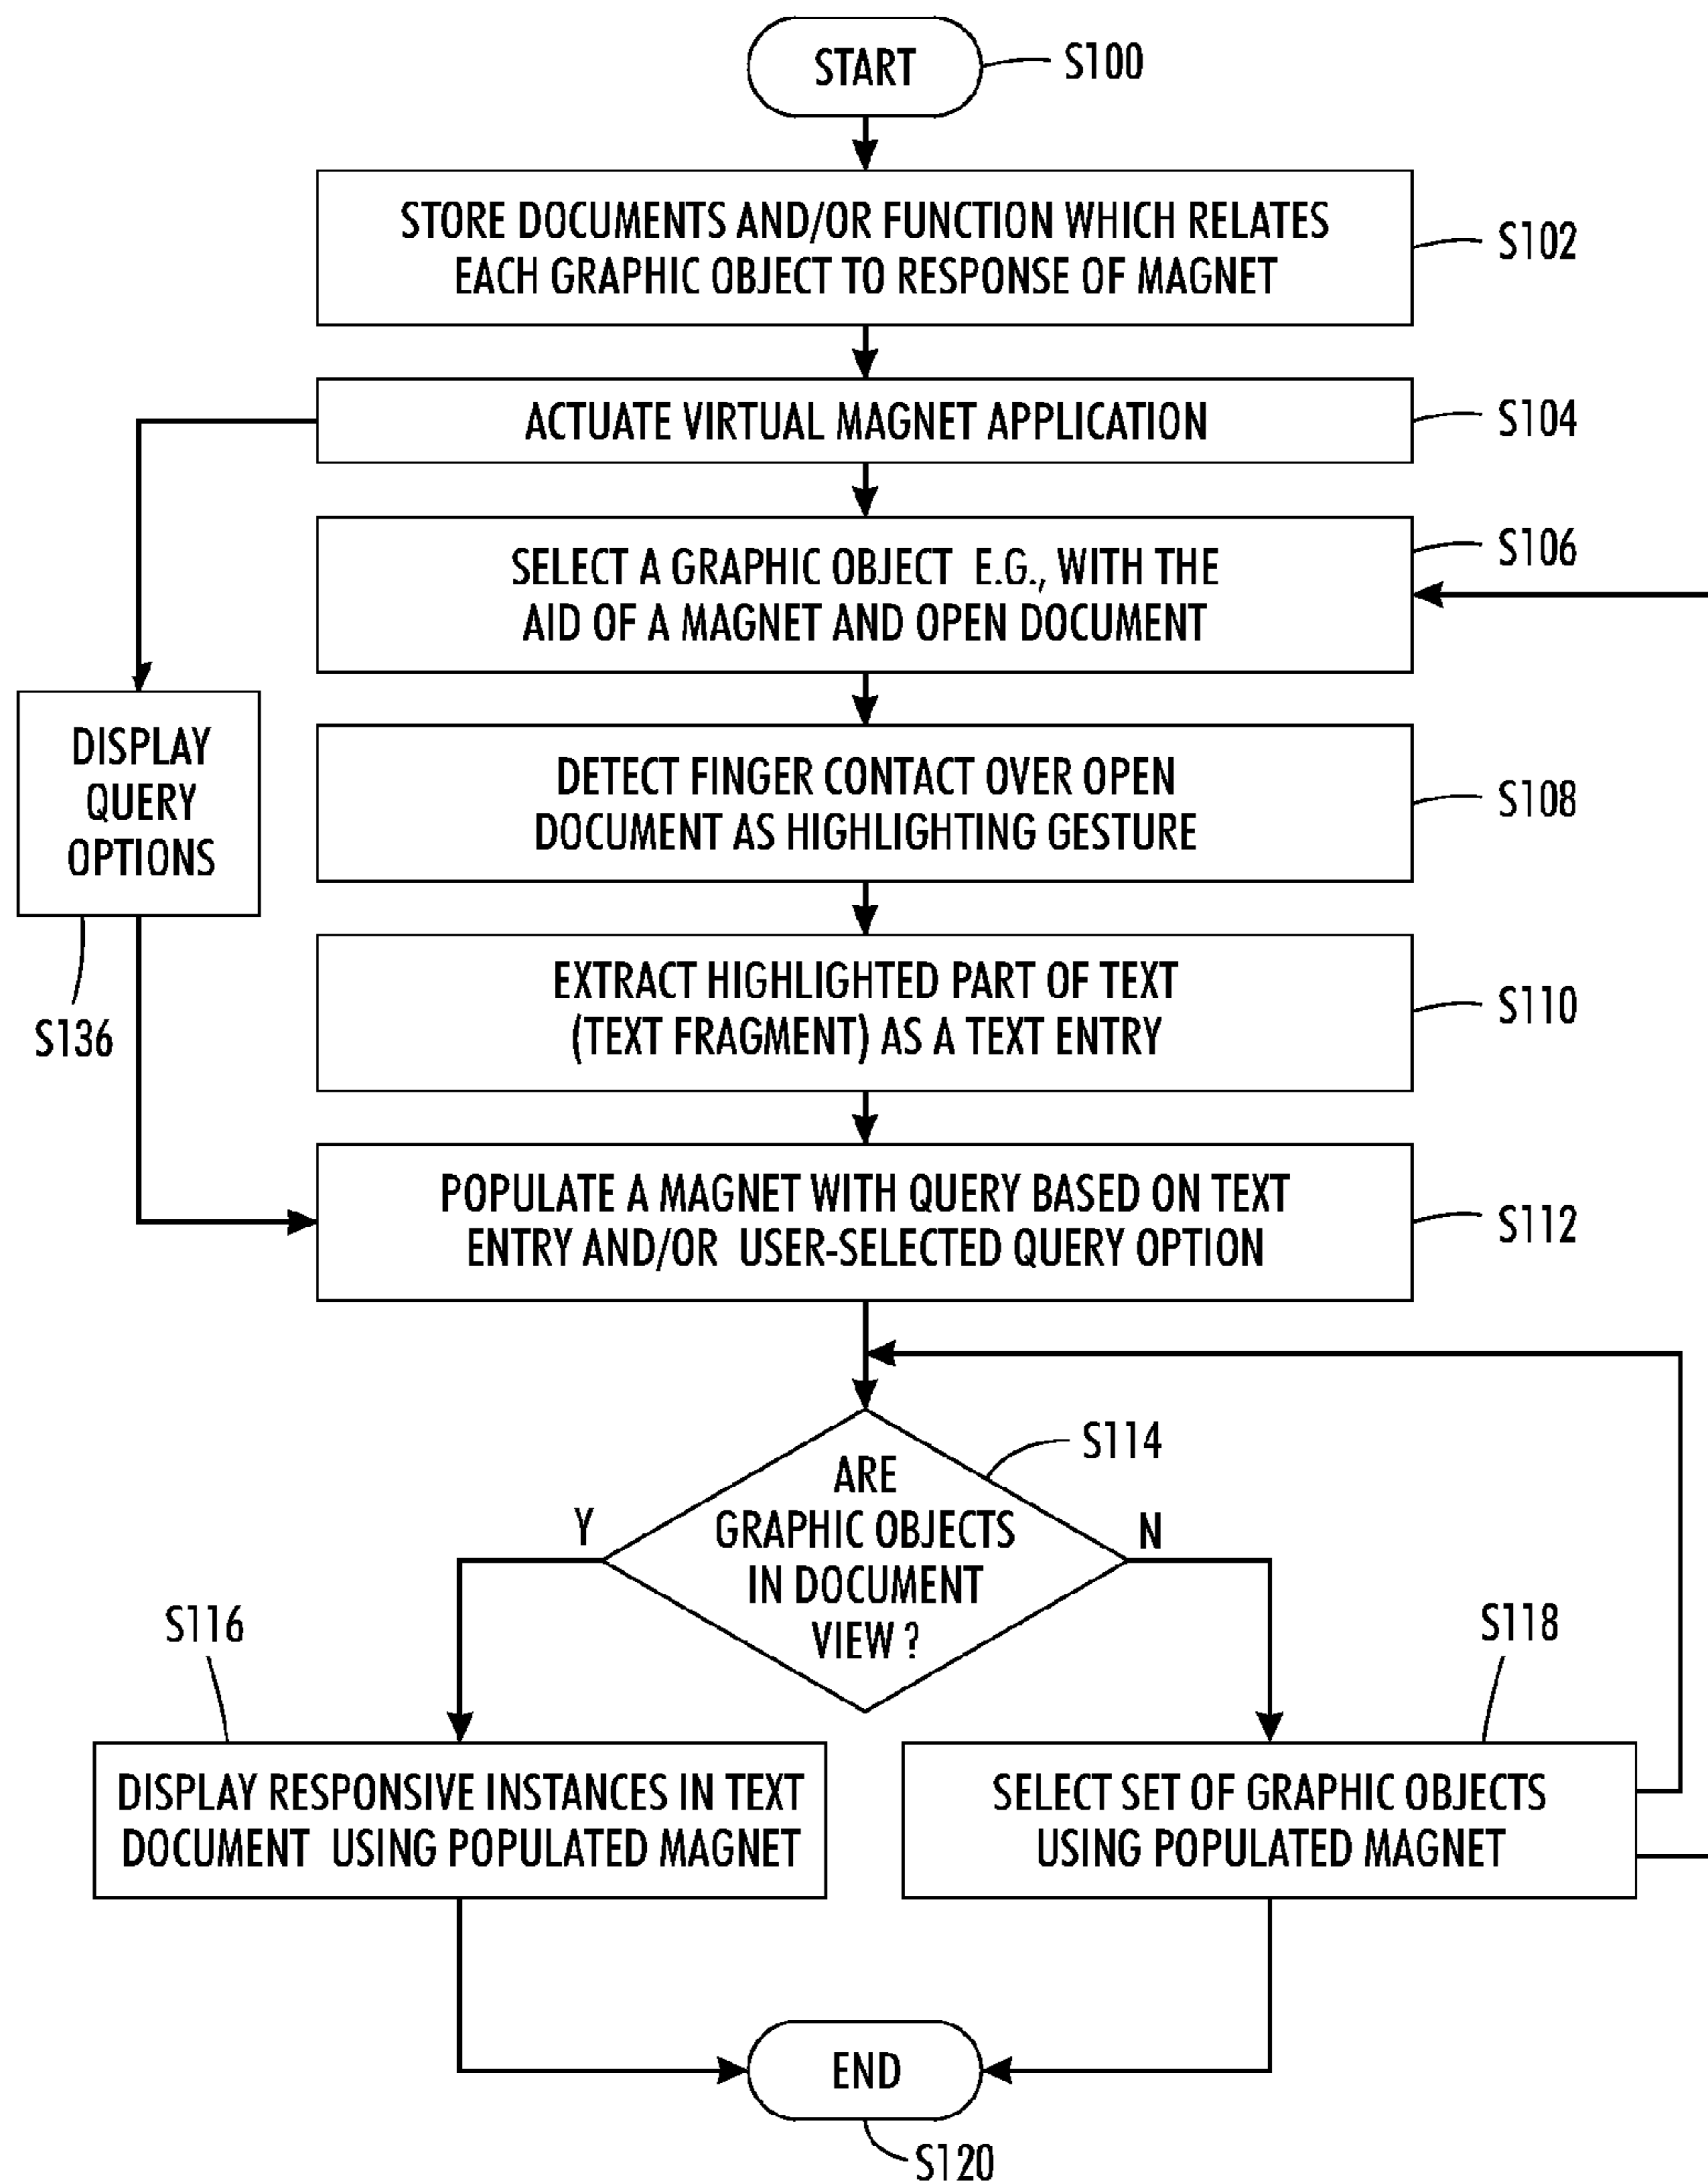 START
S100
STORE DOCUMENTS AND/OR FUNCTION WHICH RELATES
EACH GRAPHIC OBJECT TO RESPONSE OF MAGNET
S102
ACTUATE VIRTUAL MAGNET APPLICATION
S104
SELECT A GRAPHIC OBJECT E.G., WITH THE
AID OF A MAGNET AND OPEN DOCUMENT
S106
DISPLAY
QUERY
OPTIONS
S136
DETECT FINGER CONTACT OVER OPEN
DOCUMENT AS HIGHLIGHTING GESTURE
S108
EXTRACT HIGHLIGHTED PART OF TEXT
(TEXT FRAGMENT) AS A TEXT ENTRY
S110
POPULATE A MAGNET WITH QUERY BASED ON TEXT
ENTRY AND/OR USER-SELECTED QUERY OPTION
S112
ARE
GRAPHIC OBJECTS
IN DOCUMENT
VIEW ?
S114
Y
N
S116
DISPLAY RESPONSIVE INSTANCES IN TEXT
DOCUMENT USING POPULATED MAGNET
S118
SELECT SET OF GRAPHIC OBJECTS
USING POPULATED MAGNET
END
S120